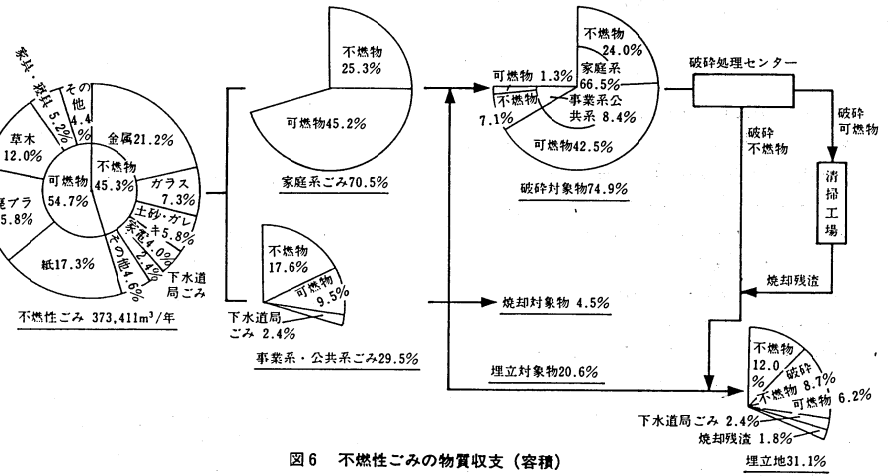 家具・寝具 5.2%
その
他
4.4
%
草木
12.0%
金属21.2%
可燃物
54.7%
不燃物
45.3%
ガラス
7.3%
土砂・ガレ
キ5.8%
家電4.0%
2.4%
下水道
局ごみ
その他4.6%
廃プラ
5.8%
紙17.3%
不燃性ごみ 373,411m³/年
不燃物
25.3%
可燃物45.2%
家庭系ごみ70.5%
不燃物
17.6%
可燃物
9.5%
下水道局
ごみ 2.4%
事業系・公共系ごみ29.5%
不燃物
24.0%
家庭系
66.5%
可燃物 1.3%
不燃物
7.1%
事業系公
共系 8.4%
可燃物42.5%
破砕対象物74.9%
焼却対象物 4.5%
埋立対象物20.6%
破砕処理センター
破砕
不燃物
破砕
可燃物
清掃工場
焼却残渣
不燃物
12.0
%
破砕
不燃物 8.7%
可燃物 6.2%
下水道局ごみ 2.4%
焼却残渣 1.8%
埋立地31.1%
図6 不燃性ごみの物質収支（容積）